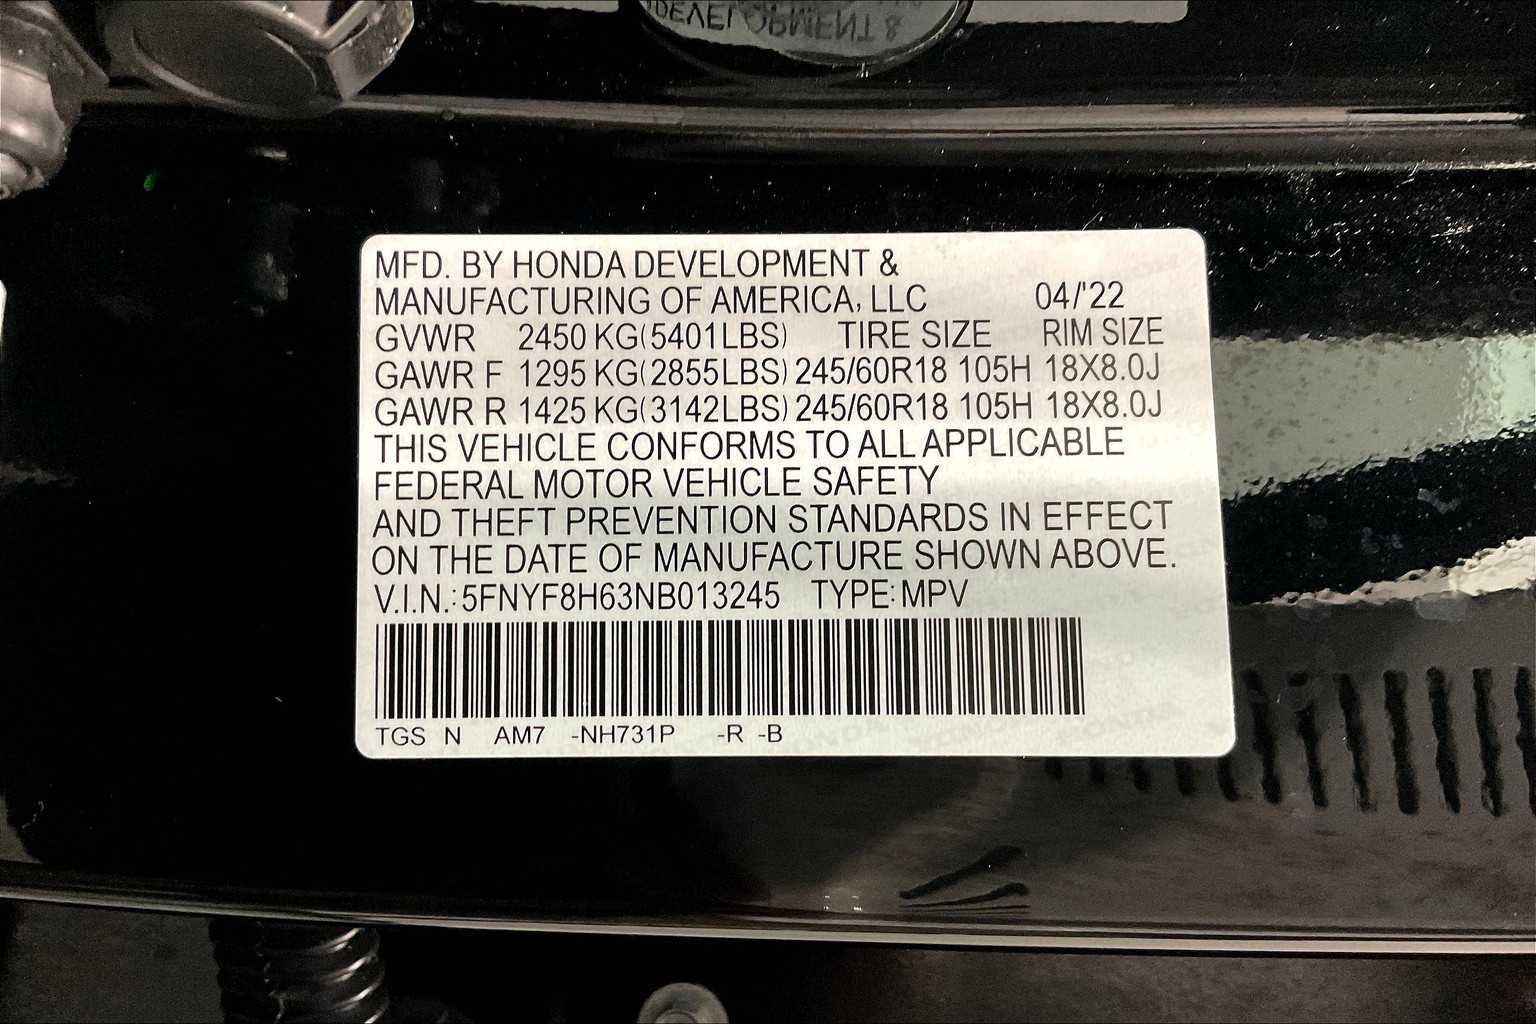 DEVELOPMENT &
MFD. BY HONDA DEVELOPMENT &
MANUFACTURING OF AMERICA, LLC 04/'22
GVWR 2450 KG(5401LBS) TIRE SIZE RIM SIZE
GAWR F 1295 KG(2855LBS) 245/60R18 105H 18X8.0J
GAWR R 1425 KG(3142LBS) 245/60R18 105H 18X8.0J
THIS VEHICLE CONFORMS TO ALL APPLICABLE
FEDERAL MOTOR VEHICLE SAFETY
AND THEFT PREVENTION STANDARDS IN EFFECT
ON THE DATE OF MANUFACTURE SHOWN ABOVE.
V.I.N.: 5FNYF8H63NB013245 TYPE: MPV
TGS N AM7 -NH731P -R -B